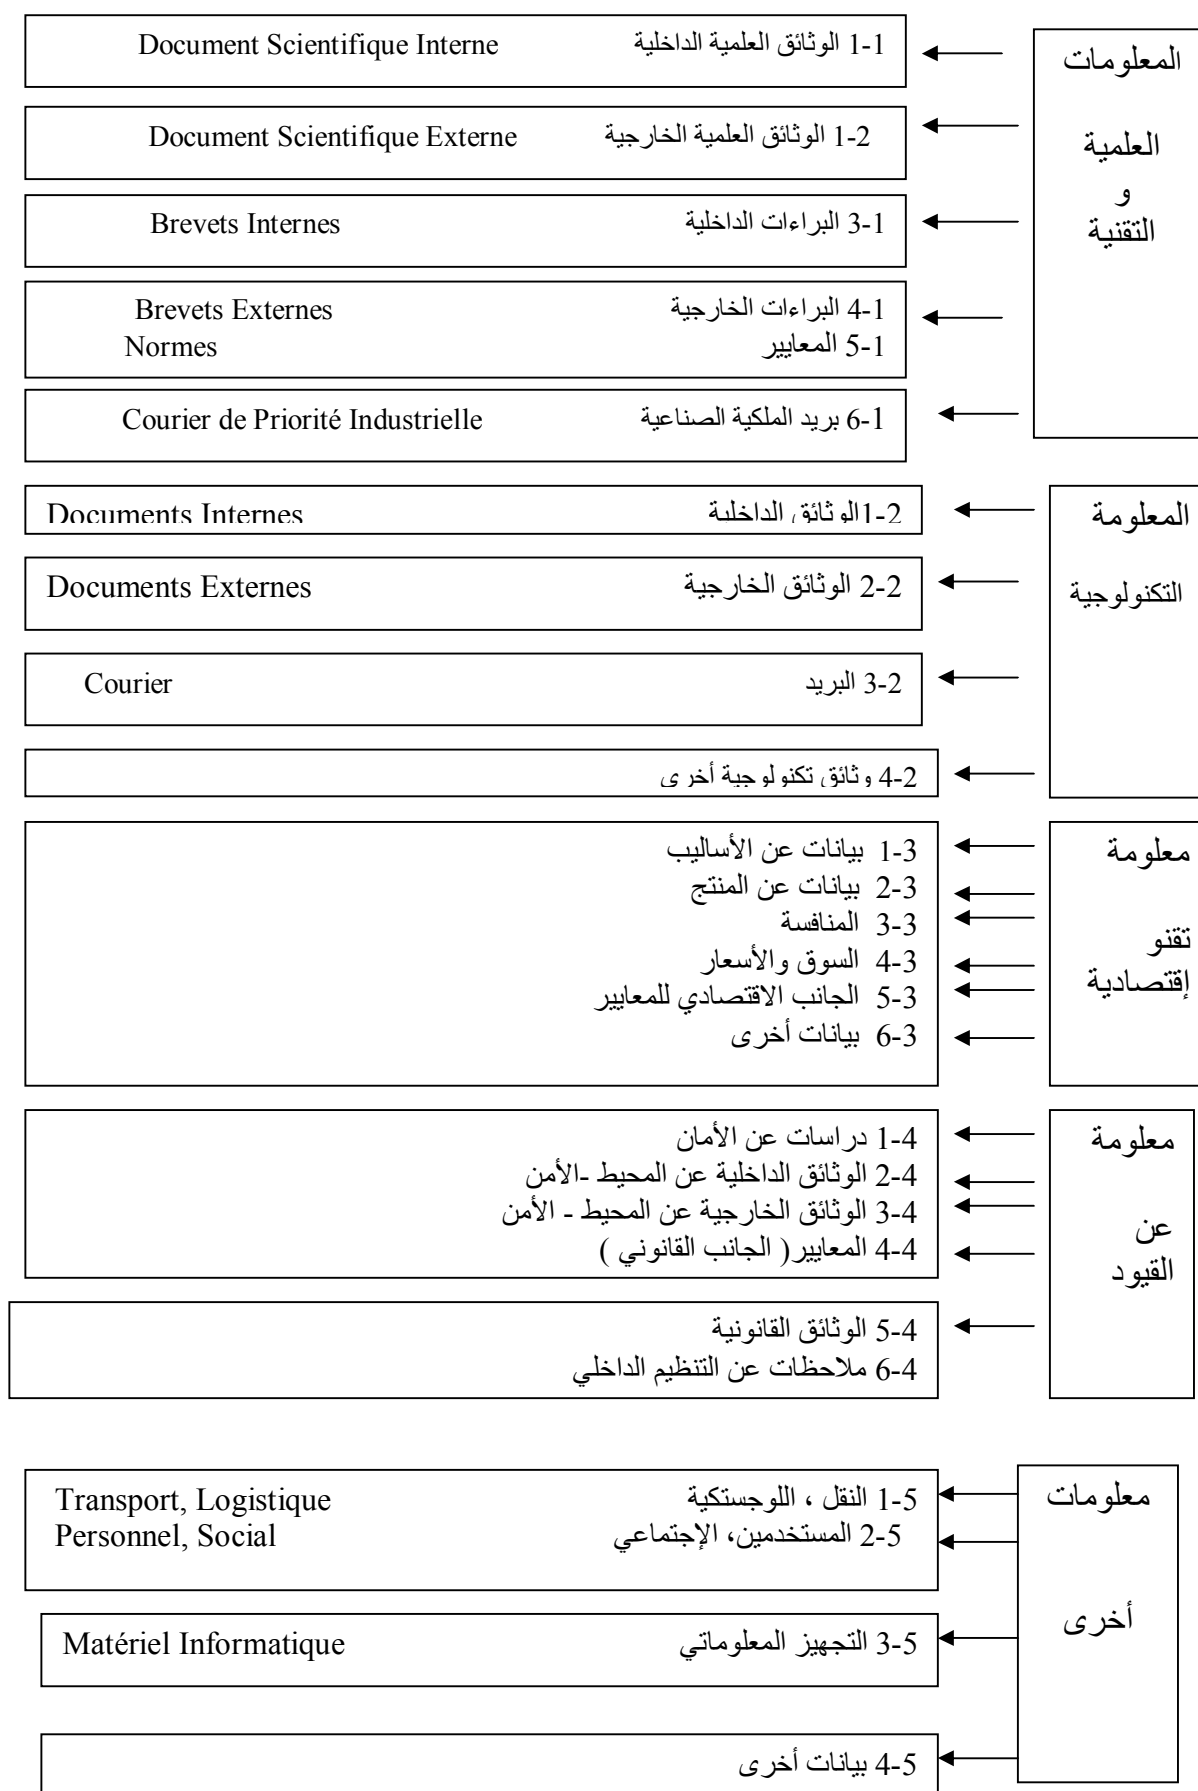 المعلومات
العلمية
و
التقنية
1-1 الوثائق العلمية الداخلية Document Scientifique Interne
1-2 الوثائق العلمية الخارجية Document Scientifique Externe
3-1 البراءات الداخلية Brevets Internes
4-1 البراءات الخارجية Brevets Externes
5-1 المعايير Normes
6-1 بريد الملكية الصناعية Courier de Priorité Industrielle
المعلومة
التكنولوجية
1-2الوثائق الداخلية Documents Internes
2-2 الوثائق الخارجية Documents Externes
3-2 البريد Courier
4-2 وثائق تكنولوجية أخرى
معلومة
تقنو
إقتصادية
1-3 بيانات عن الأساليب
2-3 بيانات عن المنتج
3-3 المنافسة
4-3 السوق والأسعار
5-3 الجانب الاقتصادي للمعايير
6-3 بيانات أخرى
معلومة
عن
القيود
1-4 دراسات عن الأمان
2-4 الوثائق الداخلية عن المحيط -الأمن
3-4 الوثائق الخارجية عن المحيط - الأمن
4-4 المعايير( الجانب القانوني )
5-4 الوثائق القانونية
6-4 ملاحظات عن التنظيم الداخلي
معلومات
أخرى
1-5 النقل ، اللوجستكية Transport, Logistique
2-5 المستخدمين، الإجتماعي Personnel, Social
3-5 التجهيز المعلوماتي Matériel Informatique
4-5 بيانات أخرى